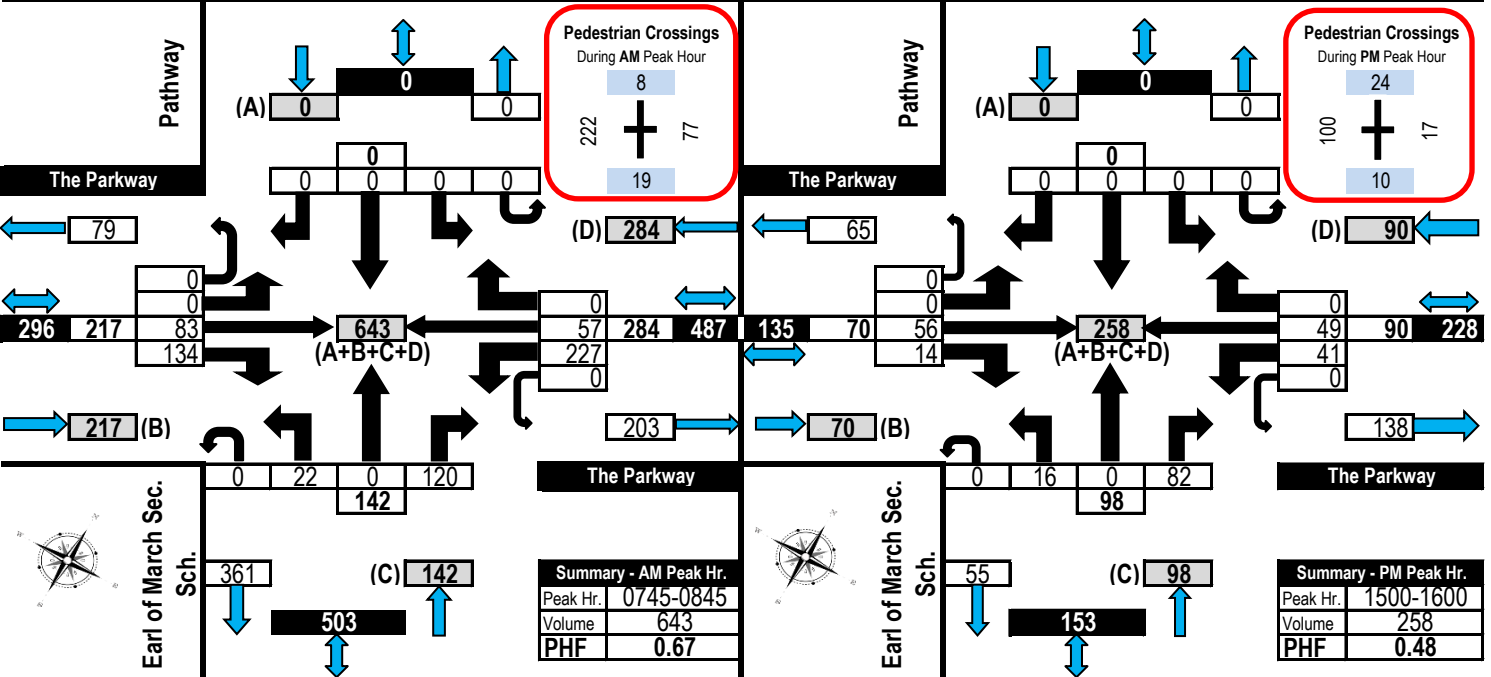 Pathway
(A) 0
0
0
Pedestrian Crossings
During AM Peak Hour
8
222 77
19
0
0 0 0 0
The Parkway
79
(D) 284
0
0
83
134
296 217
643
(A+B+C+D)
0
57
227
0
284 487
217 (B)
203
0 22 0 120
142
The Parkway
Earl of March Sec.
Sch.
361
(C) 142
503
Summary - AM Peak Hr.
Peak Hr. 0745-0845
Volume 643
PHF 0.67
Pathway
(A) 0
0
0
Pedestrian Crossings
During PM Peak Hour
24
100 17
10
0
0 0 0 0
The Parkway
65
(D) 90
0
0
56
14
135 70
258
(A+B+C+D)
0
49
41
0
90 228
70 (B)
138
0 16 0 82
98
The Parkway
Earl of March Sec.
Sch.
55
(C) 98
153
Summary - PM Peak Hr.
Peak Hr. 1500-1600
Volume 258
PHF 0.48